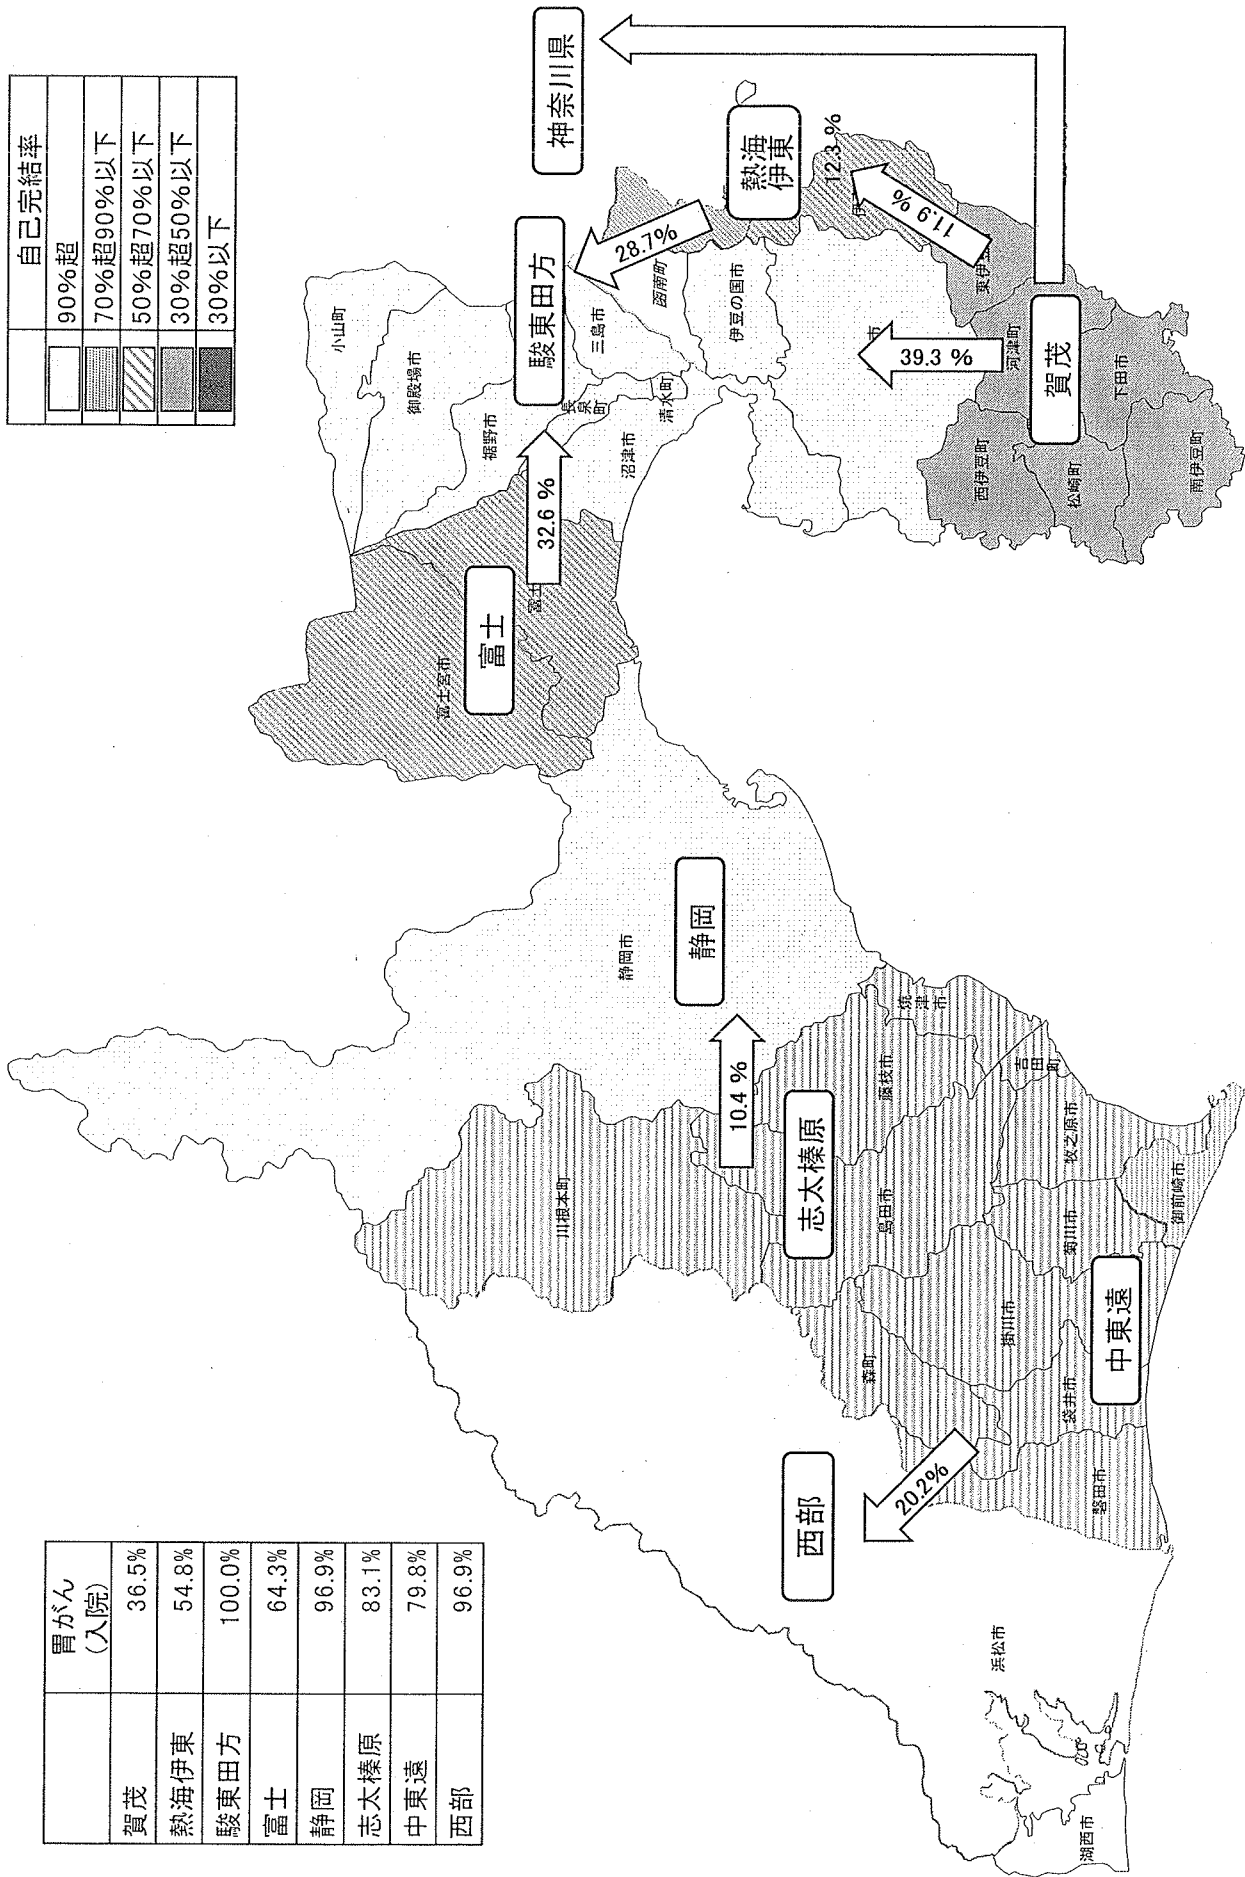 胃がん
(入院)
賀茂 36.5%
熱海伊東 54.8%
駿東田方 100.0%
富士 64.3%
静岡 96.9%
志太榛原 83.1%
中東遠 79.8%
西部 96.9%
自己完結率
90%超
70%超90%以下
50%超70%以下
30%超50%以下
30%以下
神奈川県
小山町
御殿場市
裾野市
駿東田方
三島市
長泉町
清水町
沼津市
函南町
伊豆の国市
28.7%
熱海
伊東
12.3 %
伊
11.9 %
東伊豆
市
39.3 %
河津町
賀茂
下田市
西伊豆町
松崎町
南伊豆町
32.6 %
富士
富士
富士宮市
静岡市
静岡
10.4 %
川根本町
志太榛原
藤枝市
焼津市
島田市
吉田町
牧之原市
御前崎市
菊川市
掛川市
中東遠
森町
袋井市
磐田市
20.2%
西部
浜松市
湖西市